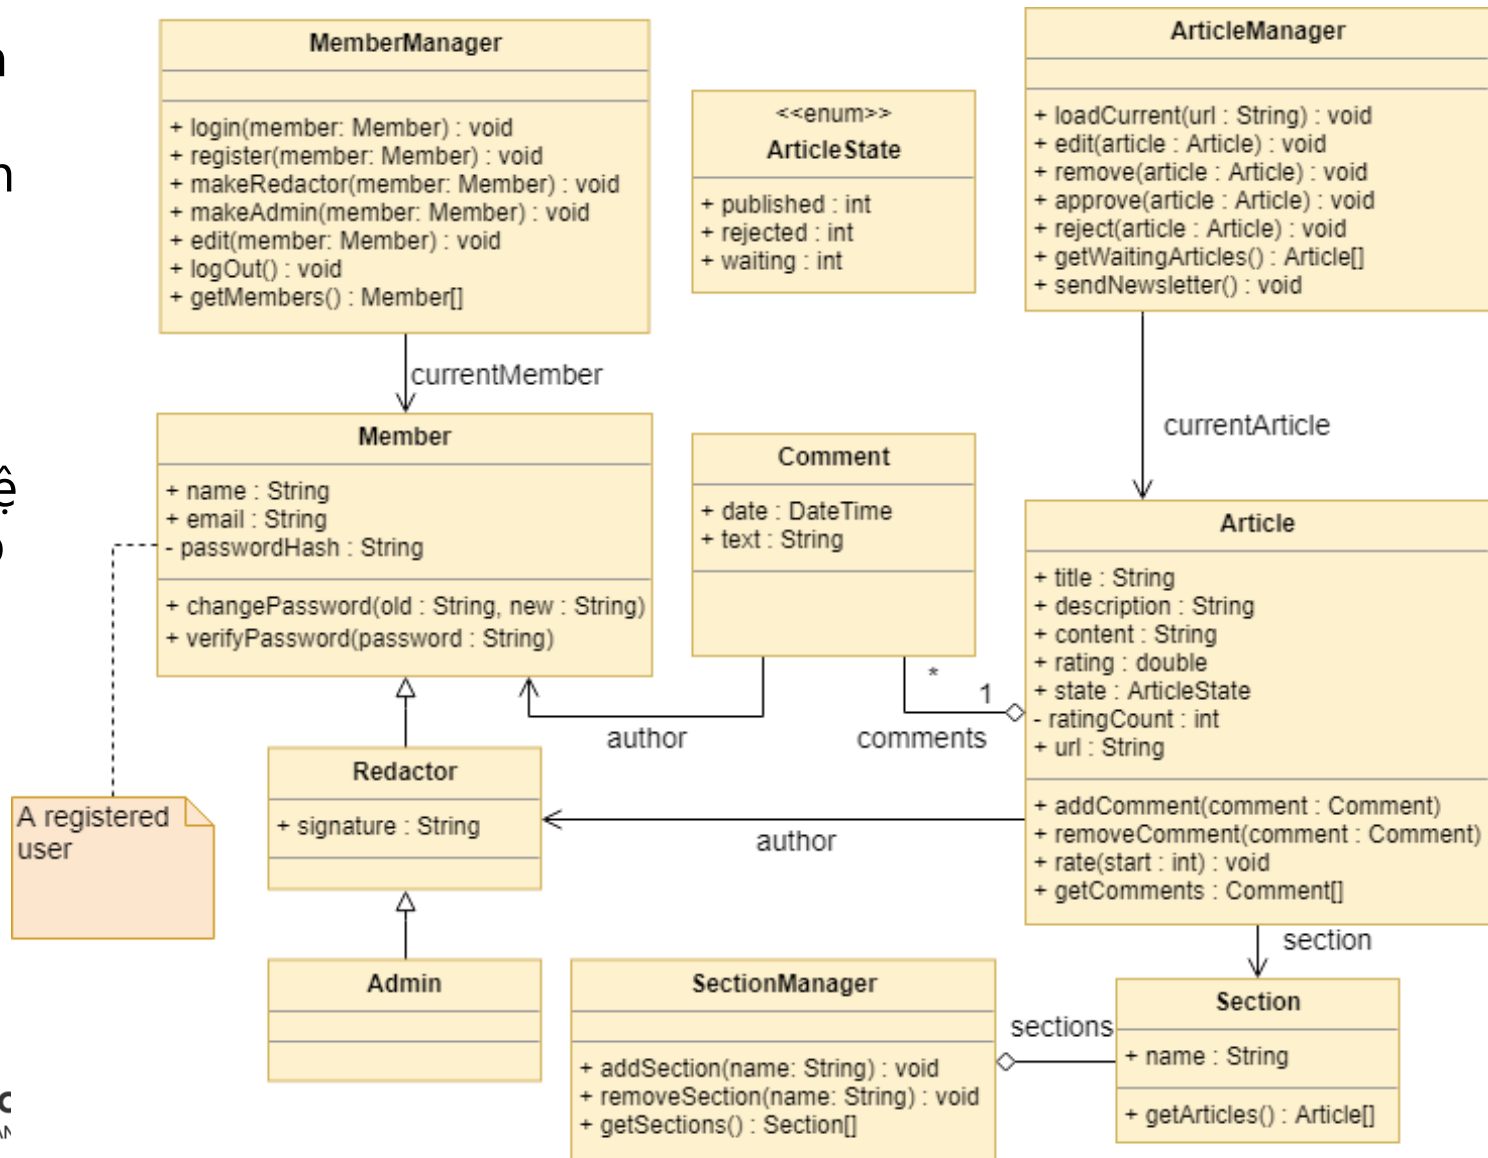 MemberManager
+ login(member: Member) : void
+ register(member: Member) : void
+ makeRedactor(member: Member) : void
+ makeAdmin(member: Member) : void
+ edit(member: Member) : void
+ logOut() : void
+ getMembers() : Member[]
<<enum>>
ArticleState
+ published : int
+ rejected : int
+ waiting : int
ArticleManager
+ loadCurrent(url : String) : void
+ edit(article : Article) : void
+ remove(article : Article) : void
+ approve(article : Article) : void
+ reject(article : Article) : void
+ getWaitingArticles() : Article[]
+ sendNewsletter() : void
currentMember
currentArticle
Member
+ name : String
+ email : String
- passwordHash : String
+ changePassword(old : String, new : String)
+ verifyPassword(password : String)
Comment
+ date : DateTime
+ text : String
Article
+ title : String
+ description : String
+ content : String
+ rating : double
+ state : ArticleState
- ratingCount : int
+ url : String
+ addComment(comment : Comment)
+ removeComment(comment : Comment)
+ rate(start : int) : void
+ getComments : Comment[]
*
1
author
comments
Redactor
+ signature : String
author
A registered
user
section
Admin
SectionManager
+ addSection(name: String) : void
+ removeSection(name: String) : void
+ getSections() : Section[]
sections
Section
+ name : String
+ getArticles() : Article[]